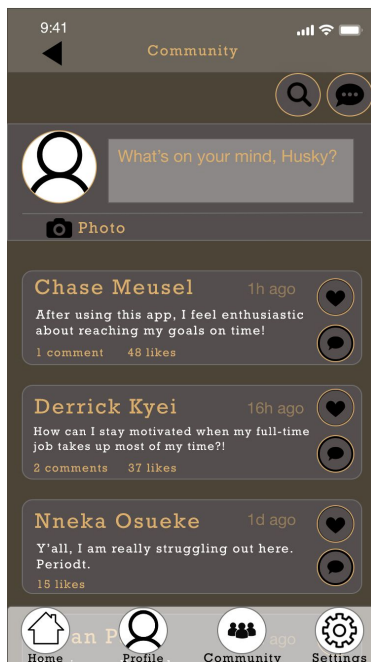 9:41
Community
What's on your mind, Husky?
Photo
Chase Meusel 1h ago
After using this app, I feel enthusiastic
about reaching my goals on time!
1 comment 48 likes
Derrick Kyei 16h ago
How can I stay motivated when my full-time
job takes up most of my time?!
2 comments 37 likes
Nneka Osueke 1d ago
Y'all, I am really struggling out here.
Periodt.
15 likes
ago
Home Profile Community Settings